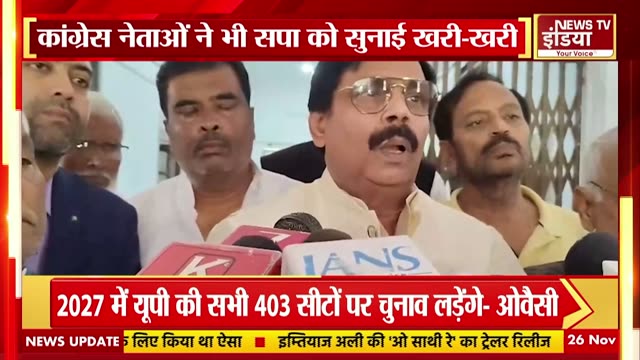 कांग्रेस नेताओं ने भी सपा को सुनाई खरी-खरी
NEWS TV
इंडिया
Your Voice
K
IANS
2027 में यूपी की सभी 403 सीटों पर चुनाव लड़ेंगे- ओवैसी
NEWS UPDATE
के लिए किया था ऐसा
इम्तियाज अली की 'ओ साथी रे' का ट्रेलर रिलीज
26 Nov